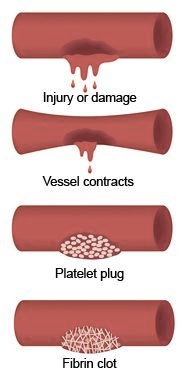 Injury or damage
Vessel contracts
Platelet plug
Fibrin clot